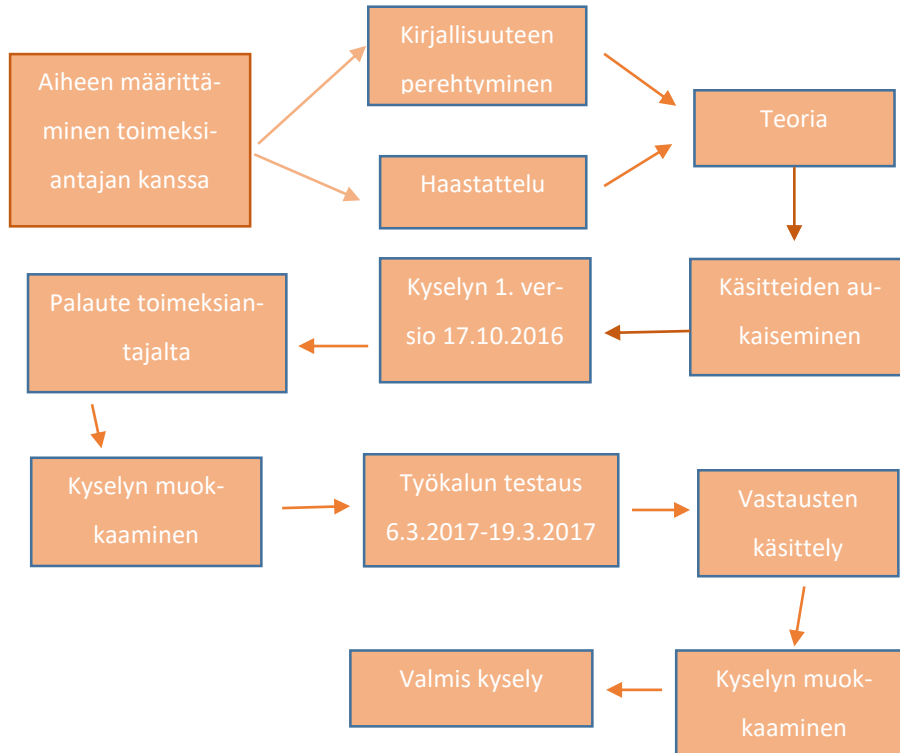 Aiheen määrittä-
minen toimeksi-
antajan kanssa
Kirjallisuuteen
perehtyminen
Haastattelu
Teoria
Käsitteiden au-
kaiseminen
Kyselyn 1. ver-
sio 17.10.2016
Palaute toimeksian-
tajalta
Kyselyn muok-
kaaminen
Työkalun testaus
6.3.2017-19.3.2017
Vastausten
käsittely
Kyselyn muok-
kaaminen
Valmis kysely